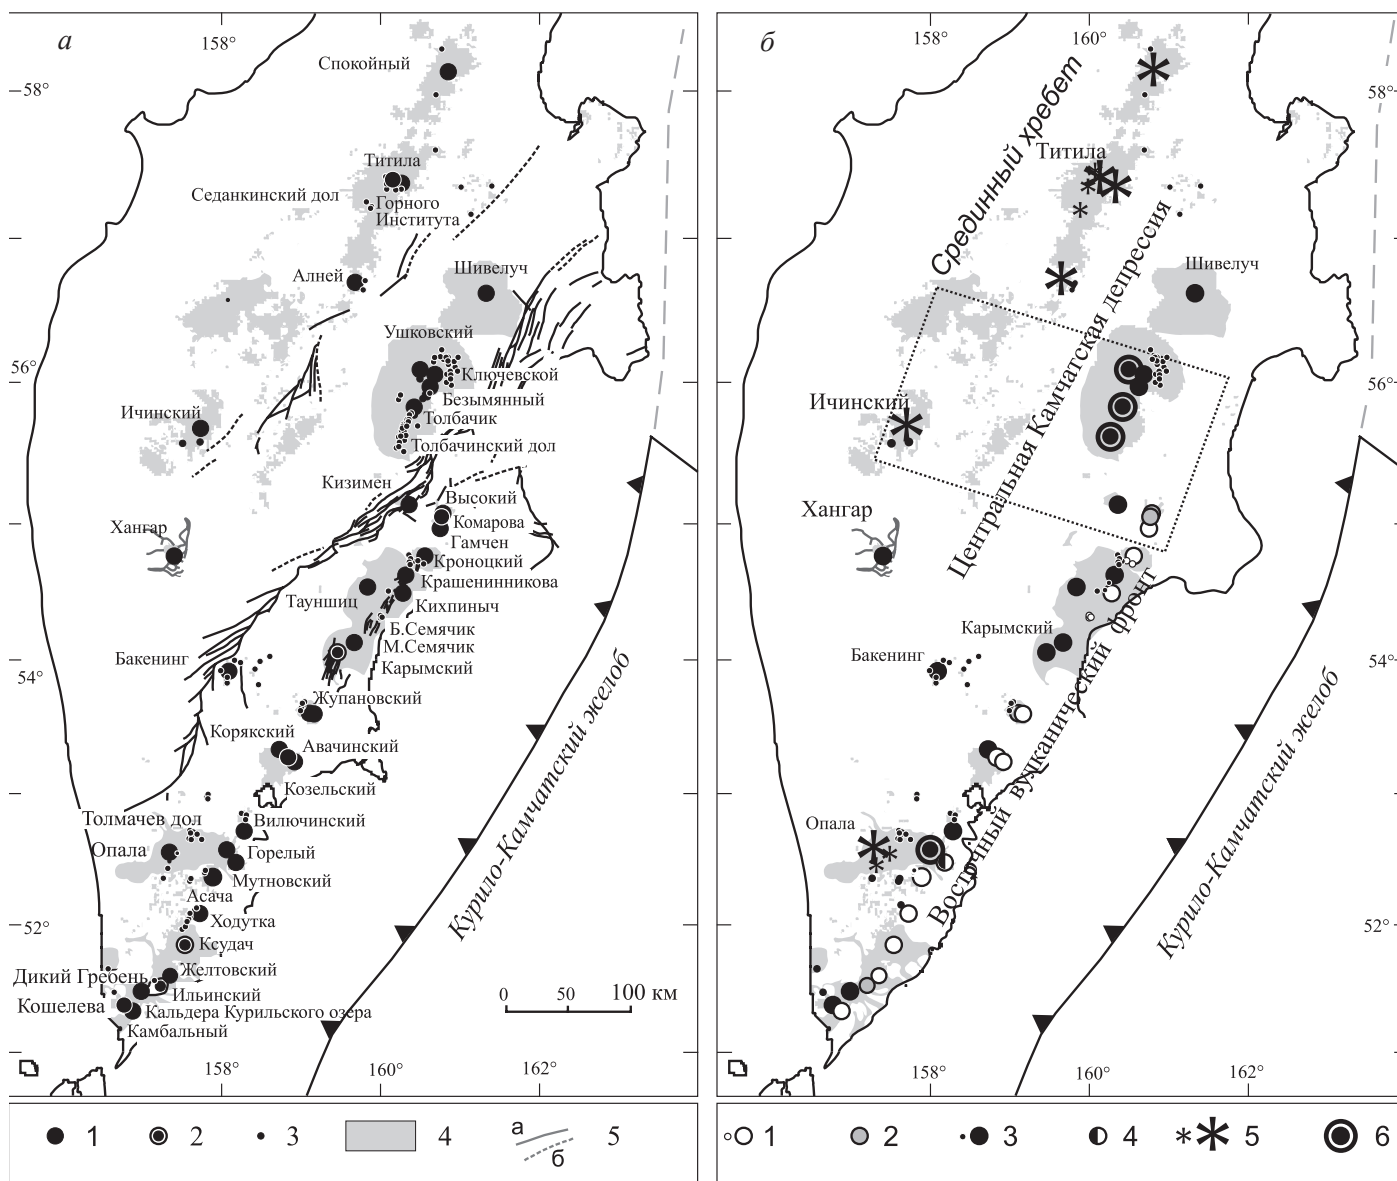 а
158°
Спокойный
58°
Титила
Седанкинский дол
Горного
Института
Алней
Шивелуч
Ушковский
56°
Ключевской
Безымянный
Ичинский
Толбачик
Толбачинский дол
Кизимен
Высокий
Хангар
Комарова
Гамчен
Кроноцкий
Крашенинникова
Тауншиц
Кихпиныч
Б.Семячик
М.Семячик
Бакенинг
Карымский
54°
Жупановский
Корякский
Авачинский
Козельский
Толмачев дол
Вилючинский
Опала
Горелый
Мутновский
Асача
Ходутка
52°
Ксудач
Желтовский
Дикий Гребень
Ильинский
Кошелева
Кальдера Курильского озера
Камбальный
Курило-Камчатский желоб
0 50 100 км
158° 160° 162°
1 2 3 4 а б 5
б
158° 160°
58°
Срединный хребет
Титила
Центральная Камчатская депрессия
Шивелуч
56°
Ичинский
Хангар
Карымский
Бакенинг
54°
Восточный вулканический фронт
Курило-Камчатский желоб
Опала
52°
158° 160° 162°
1 2 3 4 5 6